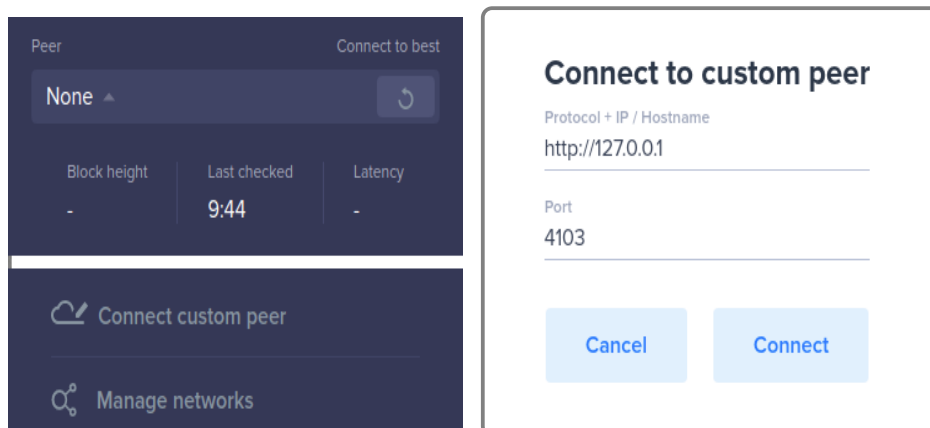 Peer
Connect to best
None
Block height
Last checked
Latency
-
9:44
-
Connect custom peer
Manage networks
Connect to custom peer
Protocol + IP / Hostname
http://127.0.0.1
Port
4103
Cancel
Connect